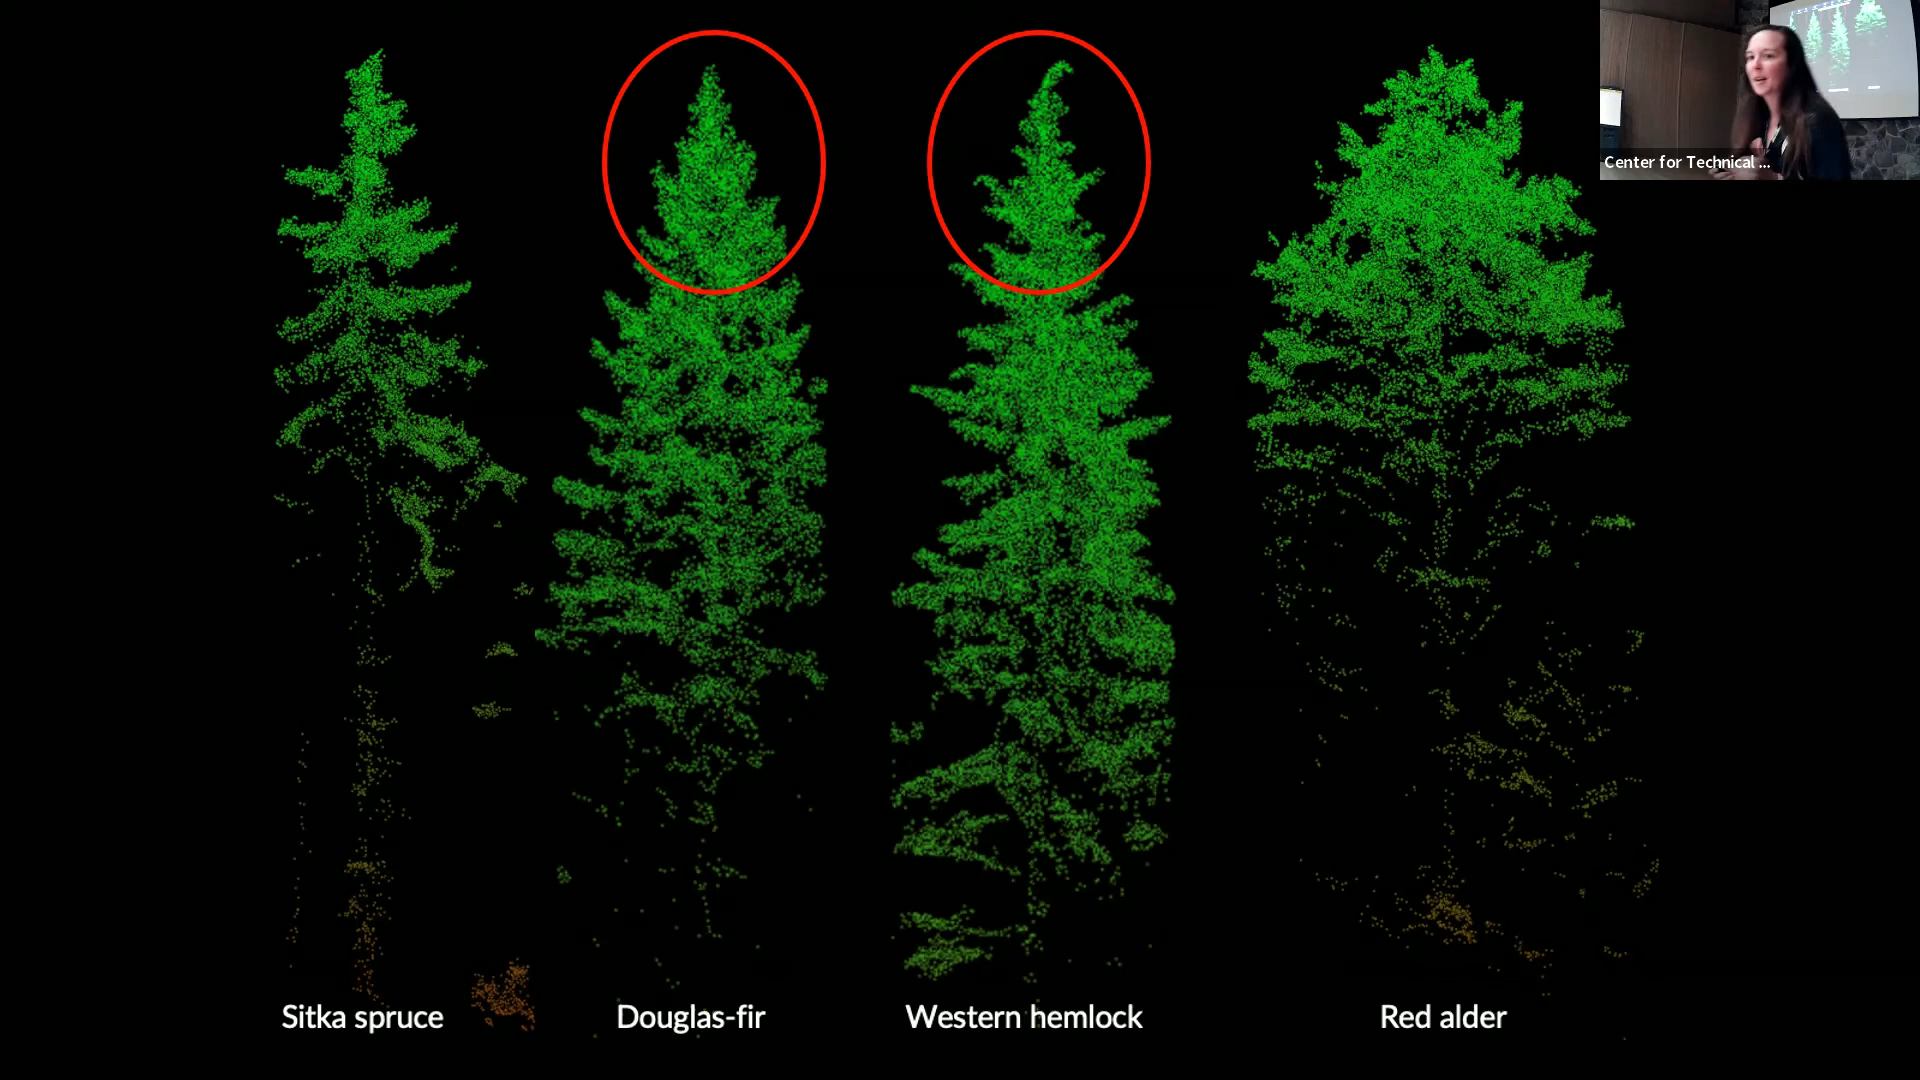 Center for Technical ...
Sitka spruce
Douglas-fir
Western hemlock
Red alder